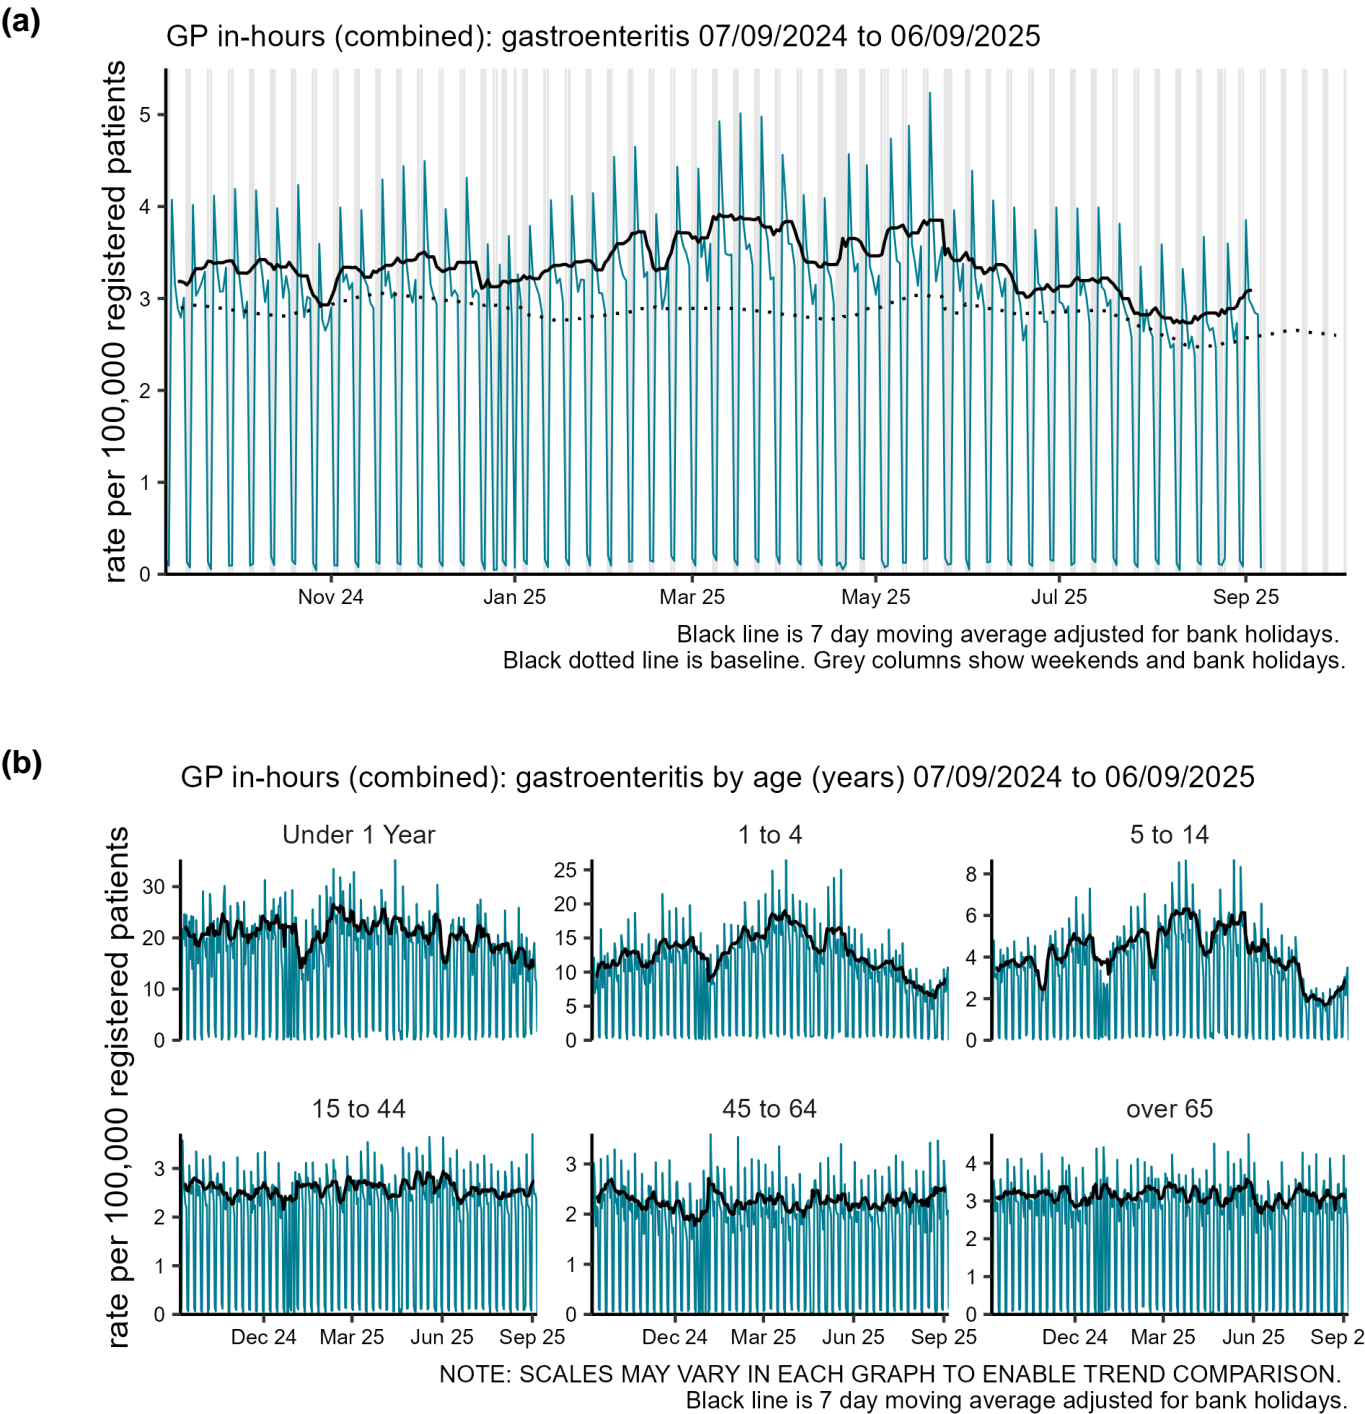 (a)
GP in-hours (combined): gastroenteritis 07/09/2024 to 06/09/2025
rate per 100,000 registered patients
5
4
3
2
1
0
Nov 24 Jan 25 Mar 25 May 25 Jul 25 Sep 25
Black line is 7 day moving average adjusted for bank holidays.
Black dotted line is baseline. Grey columns show weekends and bank holidays.
(b)
GP in-hours (combined): gastroenteritis by age (years) 07/09/2024 to 06/09/2025
rate per 100,000 registered patients
Under 1 Year
30
20
10
0
1 to 4
25
20
15
10
5
0
5 to 14
8
6
4
2
0
15 to 44
3
2
1
0
Dec 24 Mar 25 Jun 25 Sep 25
45 to 64
3
2
1
0
Dec 24 Mar 25 Jun 25 Sep 25
over 65
4
3
2
1
0
Dec 24 Mar 25 Jun 25 Sep 2
NOTE: SCALES MAY VARY IN EACH GRAPH TO ENABLE TREND COMPARISON.
Black line is 7 day moving average adjusted for bank holidays.